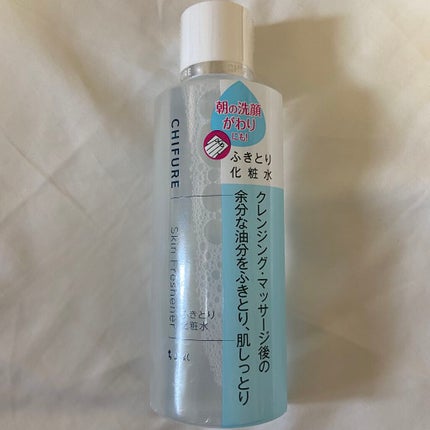 朝の洗顔
がわり
にも!
ふきとり
化粧水
クレンジング・マッサージ後の
余分な油分をふきとり、肌しっとり
CHIFURE
Skin Freshener
ふきとり
化粧水